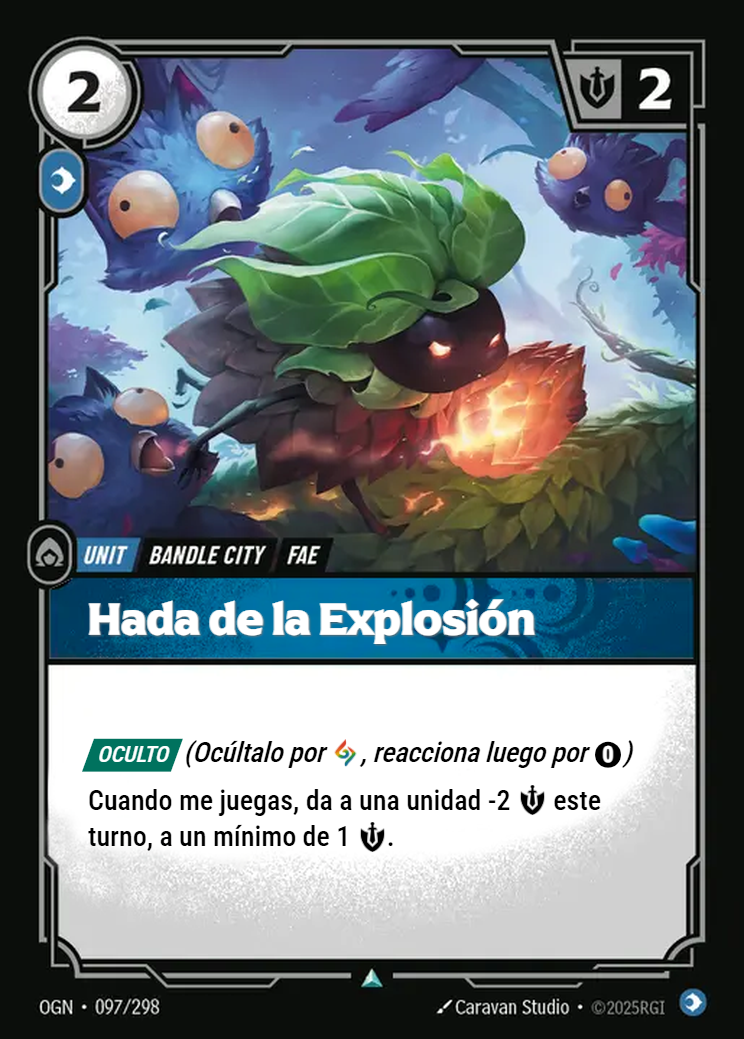 2
2
UNIT BANDLE CITY FAE
Hada de la Explosión
OCULTO (Ocúltalo por , reacciona luego por 0)
Cuando me juegas, da a una unidad -2 este
turno, a un mínimo de 1 .
OGN • 097/298 Caravan Studio • ©2025RGI